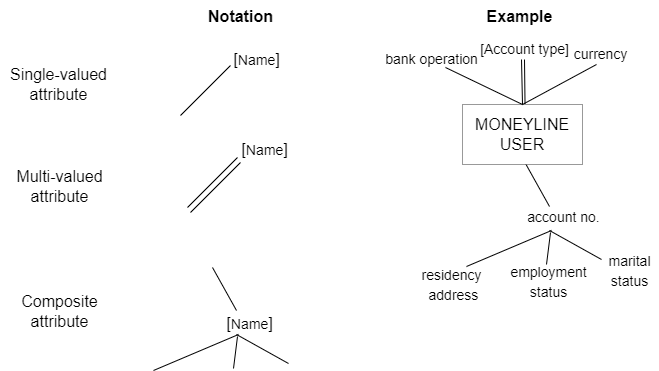 Notation
Example
Single-valued
attribute
[Name]
bank operation
[Account type]
currency
MONEYLINE
USER
Multi-valued
attribute
[Name]
account no.
residency
address
employment
status
marital
status
Composite
attribute
[Name]